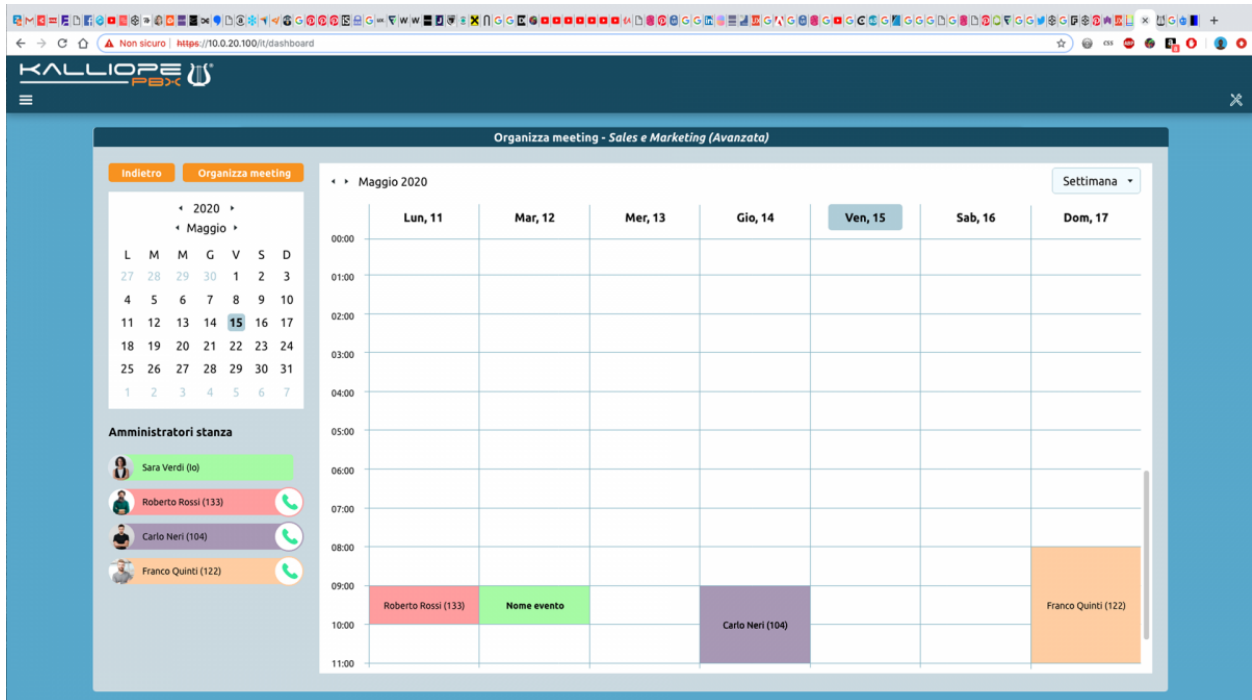 Non sicuro | https://10.0.20.100/it/dashboard
KALLIOPE
PBX
Organizza meeting - Sales e Marketing (Avanzata)
Indietro
Organizza meeting
2020
Maggio
L M M G V S D
27 28 29 30 1 2 3
4 5 6 7 8 9 10
11 12 13 14 15 16 17
18 19 20 21 22 23 24
25 26 27 28 29 30 31
1 2 3 4 5 6 7
Amministratori stanza
Sara Verdi (Io)
Roberto Rossi (133)
Carlo Neri (104)
Franco Quinti (122)
Maggio 2020
Settimana
Lun, 11 Mar, 12 Mer, 13 Gio, 14 Ven, 15 Sab, 16 Dom, 17
00:00
01:00
02:00
03:00
04:00
05:00
06:00
07:00
08:00
09:00
Roberto Rossi (133) Nome evento Franco Quinti (122)
10:00 Carlo Neri (104)
11:00